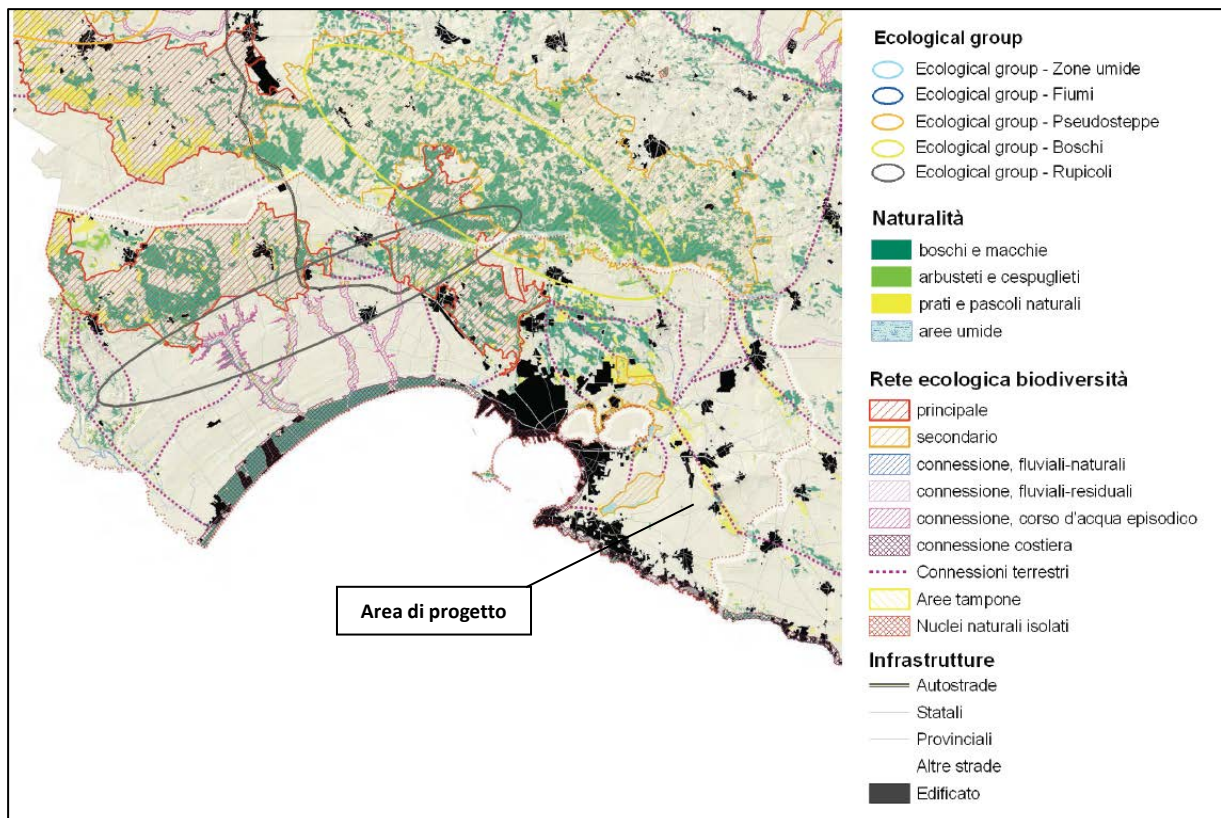 Area di progetto
Ecological group
Ecological group - Zone umide
Ecological group - Fiumi
Ecological group - Pseudosteppe
Ecological group - Boschi
Ecological group - Rupicoli
Naturalità
boschi e macchie
arbusteti e cespuglieti
prati e pascoli naturali
aree umide
Rete ecologica biodiversità
principale
secondario
connessione, fluviali-naturali
connessione, fluviali-residuali
connessione, corso d'acqua episodico
connessione costiera
Connessioni terrestri
Aree tampone
Nuclei naturali isolati
Infrastrutture
Autostrade
Statali
Provinciali
Altre strade
Edificato